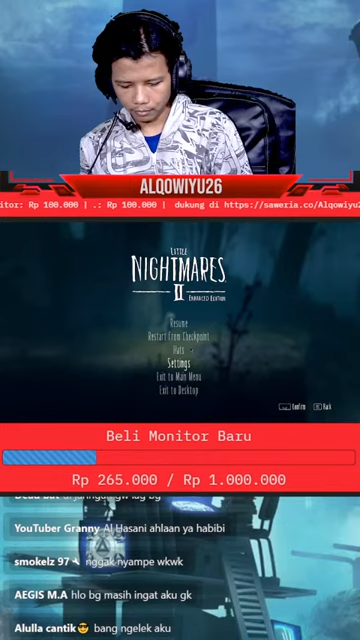 ALQOWIYU26
itor: Rp 100.000 | .: Rp 100.000 | dukung di https://saweria.co/Alqowiyu2
LITTLE
NIGHTMARES
II
ENHANCED EDITION
Resume
Restart From Checkpoint
Hats
Settings
Exit to Main Menu
Exit to Desktop
Confirm Back
Beli Monitor Baru
Rp 265.000 / Rp 1.000.000
YouTuber Granny Al Hasani ahlaan ya habibi
smokelz 97 nggak nyampe wkwk
AEGIS M.A hlo bg masih ingat aku gk
Alulla cantik😎 bang ngelek aku